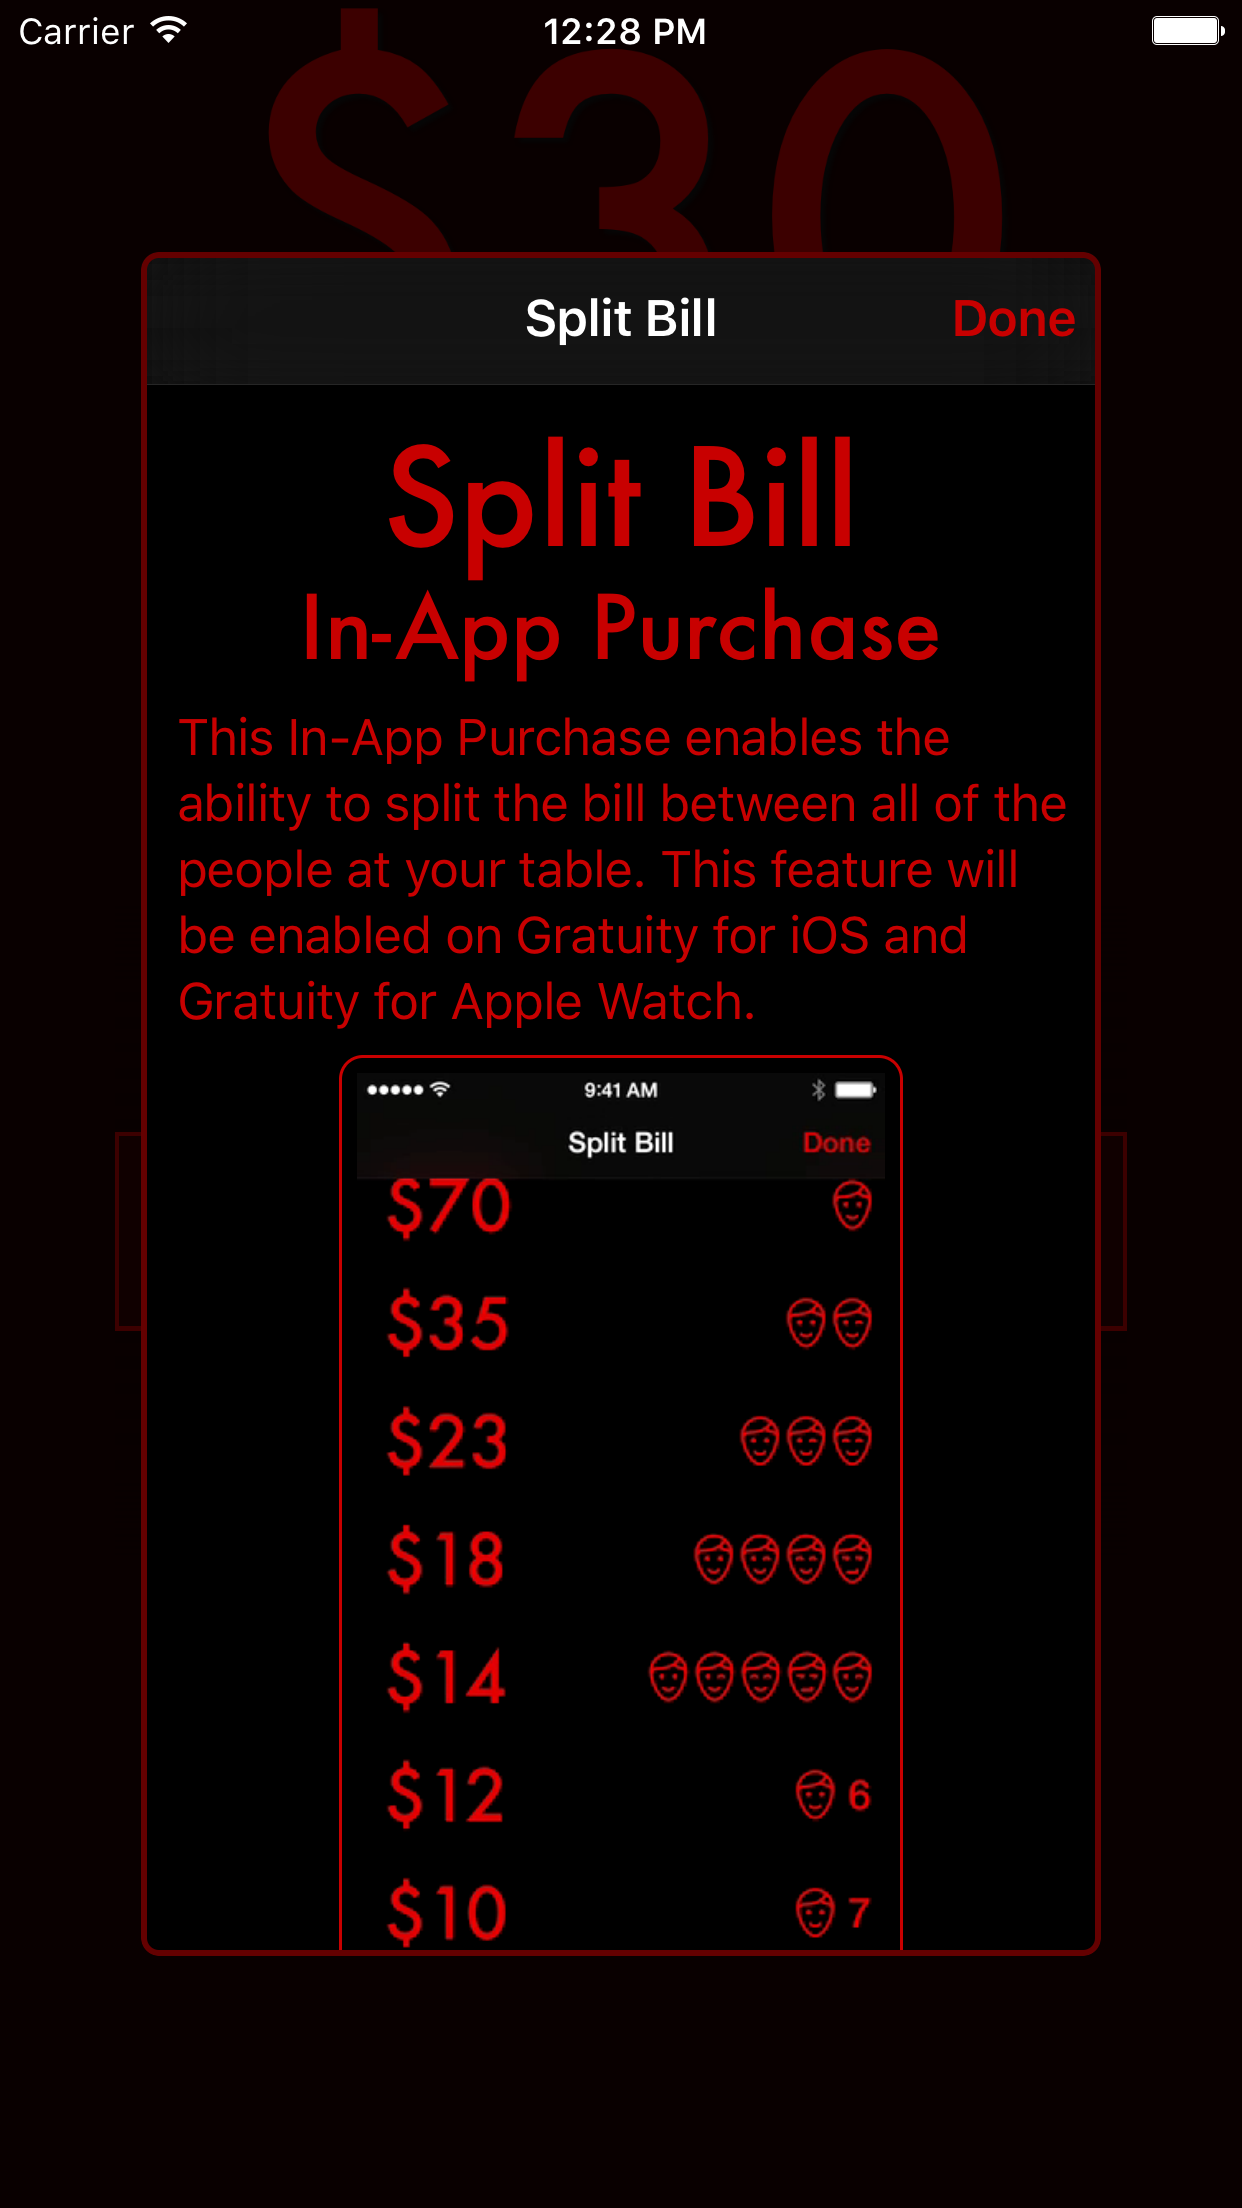 Carrier 12:28 PM
$30
Split Bill Done
Split Bill
In-App Purchase
This In-App Purchase enables the
ability to split the bill between all of the
people at your table. This feature will
be enabled on Gratuity for iOS and
Gratuity for Apple Watch.
9:41 AM
Split Bill Done
$70
$35
$23
$18
$14
$12 6
$10 7